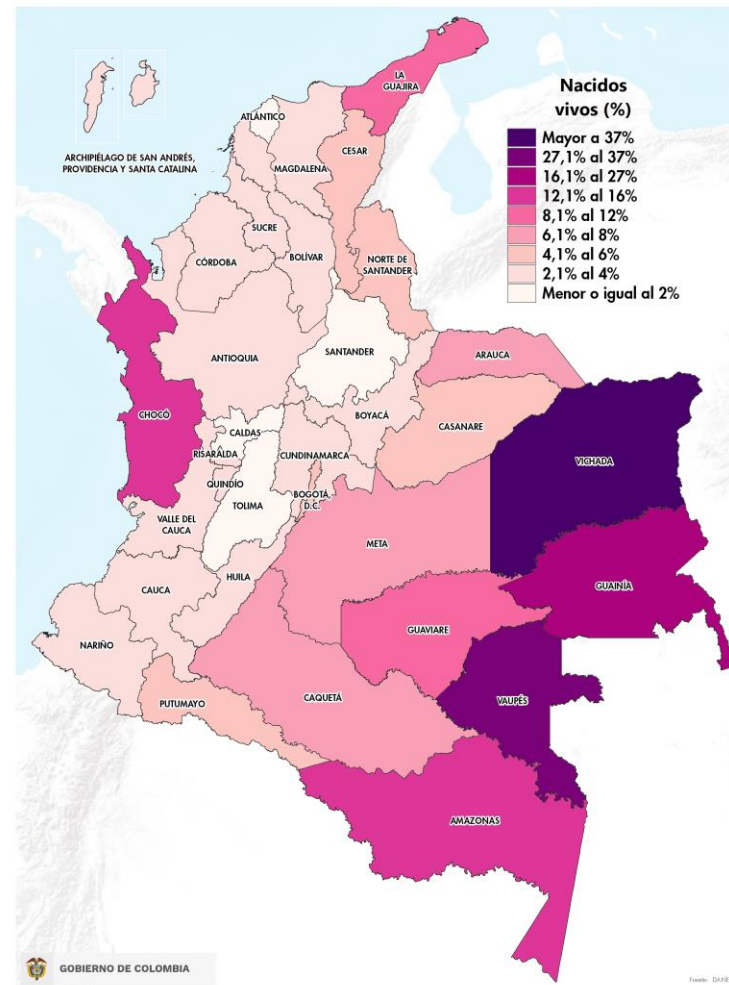 LA
GUAJIRA
Nacidos
vivos (%)
Mayor a 37%
27,1% al 37%
16,1% al 27%
12,1% al 16%
8,1% al 12%
6,1% al 8%
4,1% al 6%
2,1% al 4%
Menor o igual al 2%
ATLÁNTICO
ARCHIPIÉLAGO DE SAN ANDRÉS,
PROVIDENCIA Y SANTA CATALINA
MAGDALENA
CESAR
SUCRE
CÓRDOBA
BOLÍVAR
NORTE DE
SANTANDER
ANTIOQUIA
SANTANDER
ARAUCA
CHOCÓ
BOYACÁ
CASANARE
CALDAS
RISARALDA
CUNDINAMARCA
VICHADA
QUINDÍO
BOGOTÁ,
D.C.
TOLIMA
VALLE DEL
CAUCA
META
HUILA
GUAINÍA
CAUCA
GUAVIARE
NARIÑO
CAQUETÁ
VAUPÉS
PUTUMAYO
AMAZONAS
GOBIERNO DE COLOMBIA
Fuente: DANE